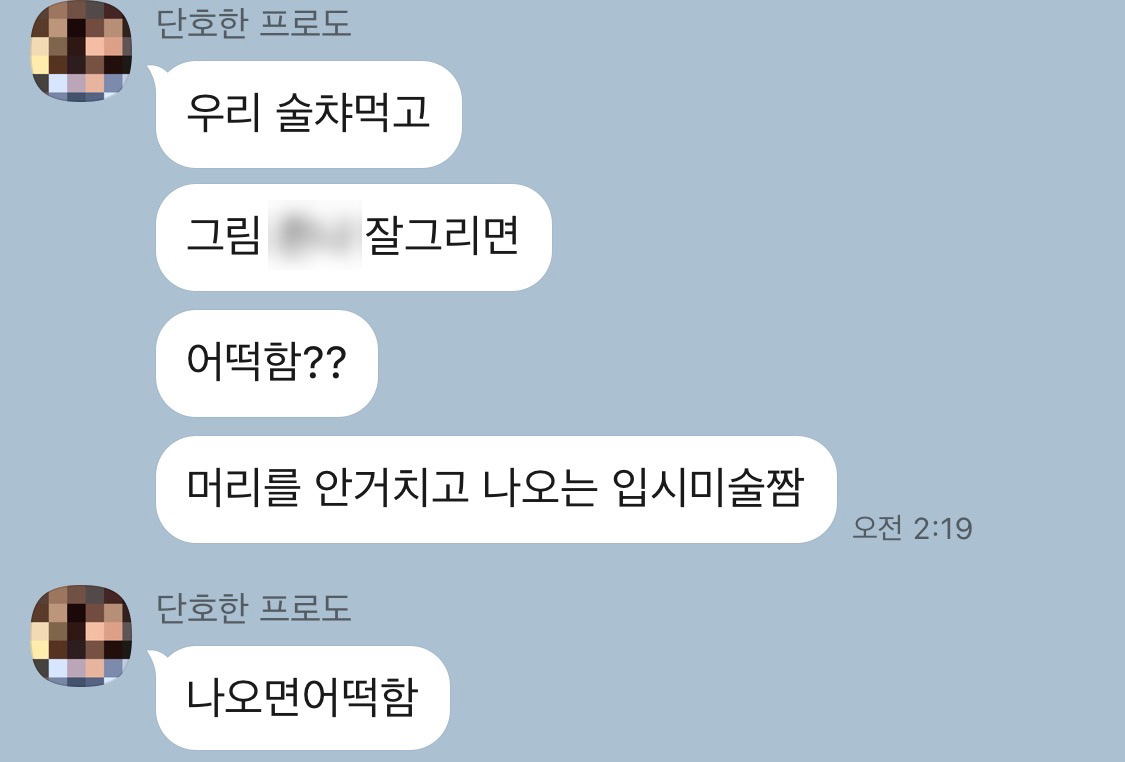 단호한 프로도
우리 술챠먹고
그림 잘그리면
어떡함??
머리를 안거치고 나오는 입시미술짬
오전 2:19
단호한 프로도
나오면어떡함